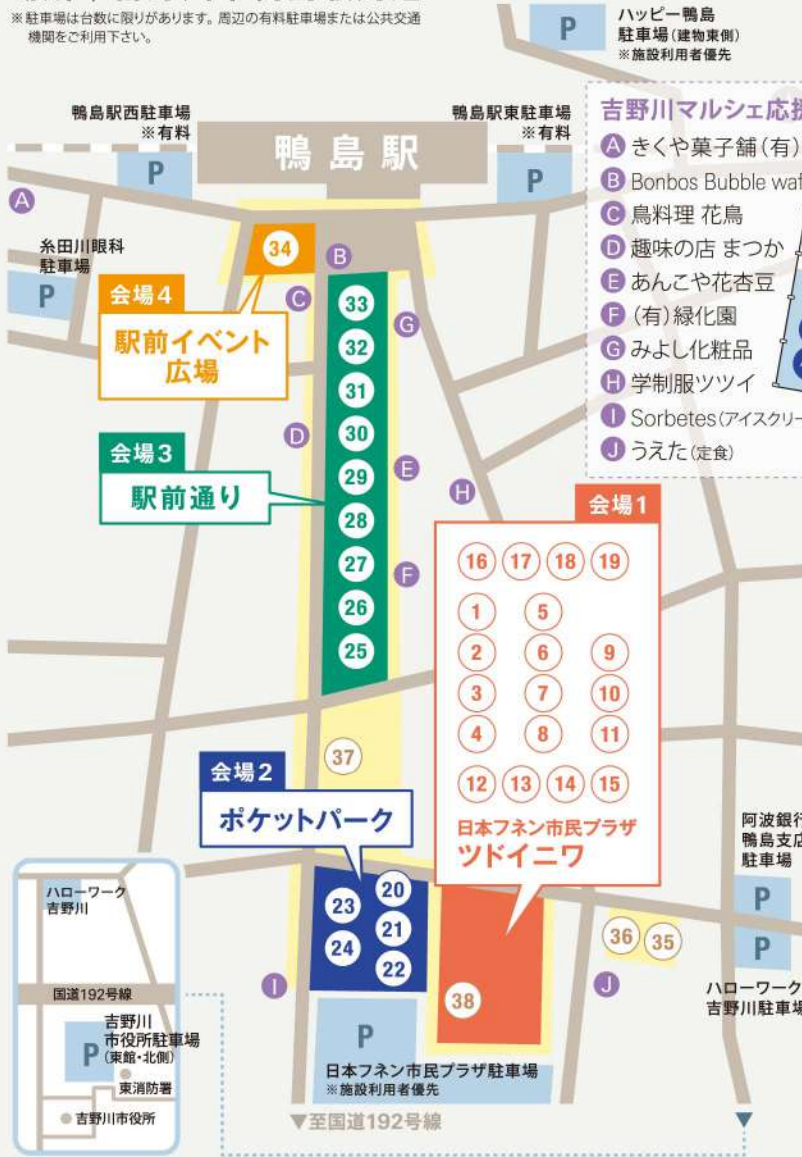 ※駐車場は台数に限りがあります。周辺の有料駐車場または公共交通
機関をご利用下さい。
P
ハッピー鴨島
駐車場(建物東側)
※施設利用者優先
鴨島駅西駐車場
※有料
P
鴨島駅
鴨島駅東駐車場
※有料
P
吉野川マルシェ応援
A きくや菓子舗(有)
B Bonbos Bubble waf
C 鳥料理 花鳥
D 趣味の店 まつか
E あんこや花杏豆
F (有)緑化園
G みよし化粧品
H 学制服ツツイ
I Sorbetes(アイスクリー
J うえた(定食)
A
糸田川眼科
駐車場
P
34
B
会場4
駅前イベント
広場
C
33
G
32
31
D
30
会場3
駅前通り
29
E
28
H
27
F
26
25
会場1
16 17 18 19
1 5
2 6 9
3 7 10
4 8 11
12 13 14 15
日本フネン市民プラザ
ツドイニワ
37
会場2
ポケットパーク
20
23
21
24
22
38
36 35
I
J
P
日本フネン市民プラザ駐車場
※施設利用者優先
阿波銀行
鴨島支店
駐車場
P
P
ハローワーク
吉野川駐車場
ハローワーク
吉野川
国道192号線
吉野川
市役所駐車場
(東館・北側)
P
東消防署
吉野川市役所
▼至国道192号線
▼